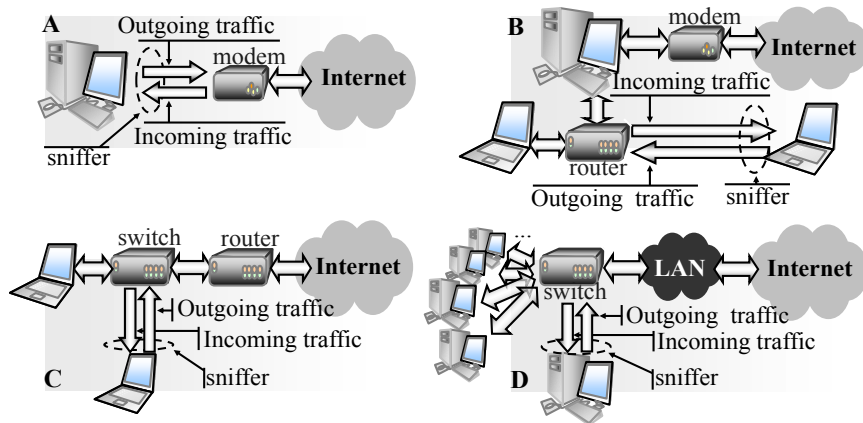 A
Outgoing traffic
modem
Internet
Incoming traffic
sniffer
B
modem
Internet
Incoming traffic
router
Outgoing traffic
sniffer
switch
router
Internet
Outgoing traffic
Incoming traffic
sniffer
C
...
switch
LAN
Internet
Outgoing traffic
Incoming traffic
sniffer
D